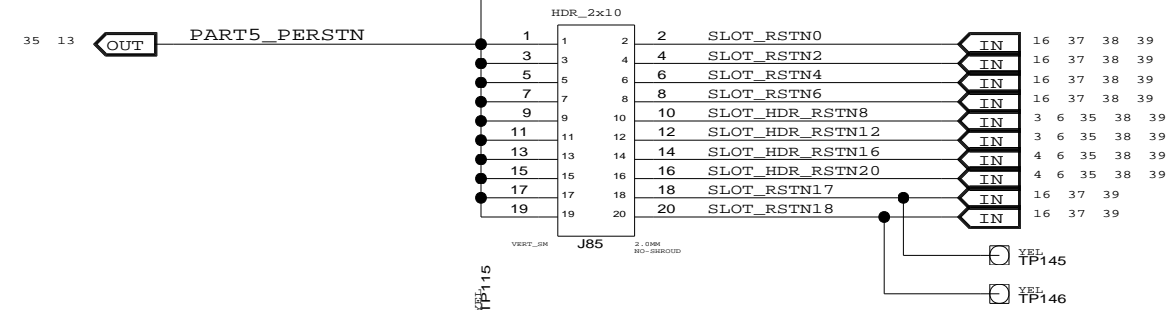 HDR_2x10
35 13 OUT PART5_PERSTN 1 1 2 2 SLOT_RSTN0 IN 16 37 38 39
3 3 4 4 SLOT_RSTN2 IN 16 37 38 39
5 5 6 6 SLOT_RSTN4 IN 16 37 38 39
7 7 8 8 SLOT_RSTN6 IN 16 37 38 39
9 9 10 10 SLOT_HDR_RSTN8 IN 3 6 35 38 39
11 11 12 12 SLOT_HDR_RSTN12 IN 3 6 35 38 39
13 13 14 14 SLOT_HDR_RSTN16 IN 4 6 35 38 39
15 15 16 16 SLOT_HDR_RSTN20 IN 4 6 35 38 39
17 17 18 18 SLOT_RSTN17 IN 16 37 39
19 19 20 20 SLOT_RSTN18 IN 16 37 39
VERT_SM J85 2.0MM
NO-SHROUD
YEL
TP145
YEL
TP115
YEL
TP146